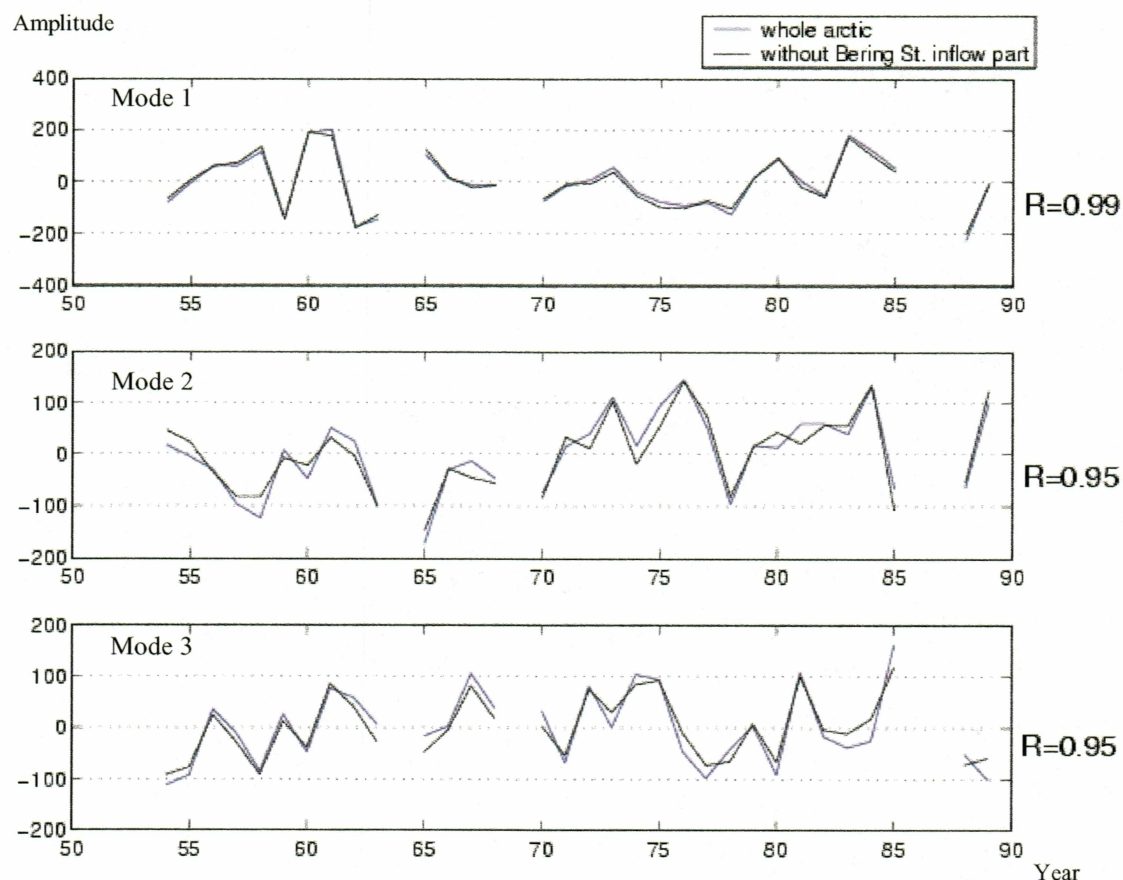 Amplitude
whole arctic
without Bering St. inflow part
Mode 1
400
200
0
−200
−400
50 55 60 65 70 75 80 85 90
R=0.99
Mode 2
200
100
0
−100
−200
50 55 60 65 70 75 80 85 90
R=0.95
Mode 3
200
100
0
−100
−200
50 55 60 65 70 75 80 85 90
R=0.95
Year